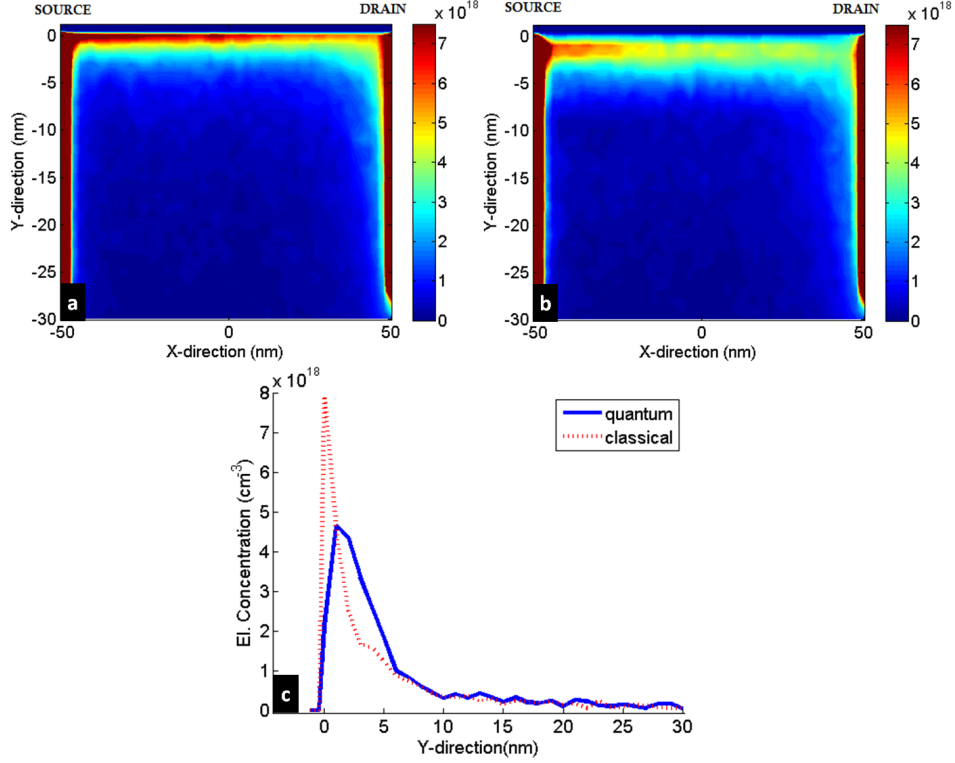 SOURCE DRAIN
x 10^18
0
-5
-10
-15
-20
-25
-30
Y-direction (nm)
-50 0 50
X-direction (nm)
7
6
5
4
3
2
1
0
a
SOURCE DRAIN
x 10^18
0
-5
-10
-15
-20
-25
-30
Y-direction (nm)
-50 0 50
X-direction (nm)
7
6
5
4
3
2
1
0
b
x 10^18
8
7
6
5
4
3
2
1
0
El. Concentration (cm^-3)
quantum
classical
c
0 5 10 15 20 25 30
Y-direction(nm)